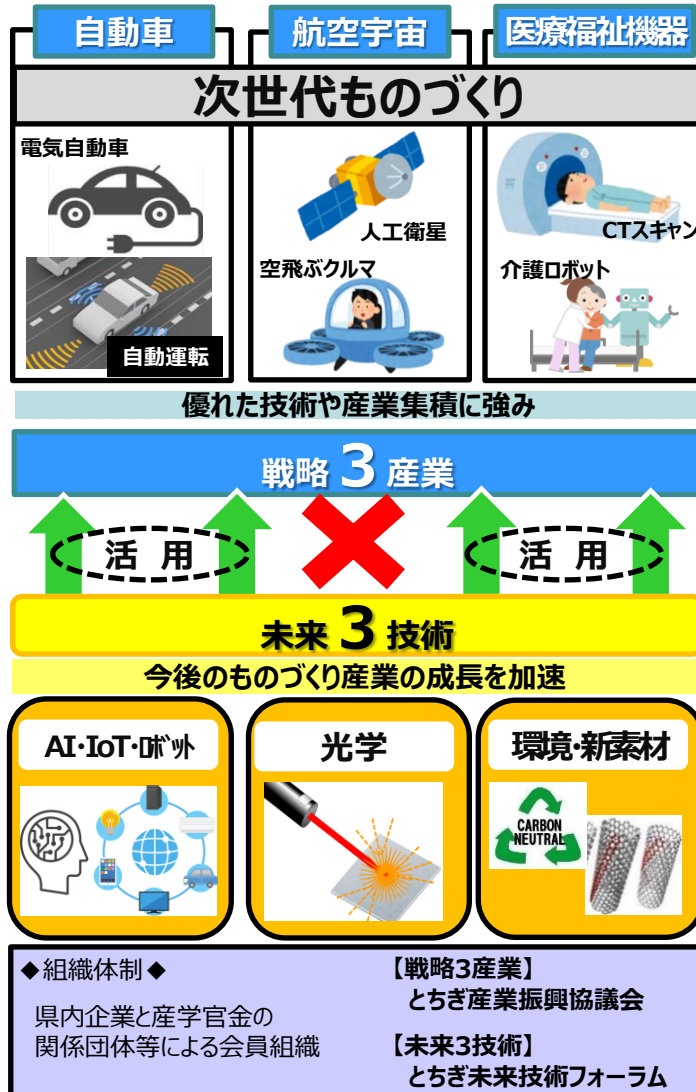 自動車
航空宇宙
医療福祉機器
次世代ものづくり
電気自動車
自動運転
人工衛星
空飛ぶクルマ
CTスキャン
介護ロボット
優れた技術や産業集積に強み
戦略3産業
活用
活用
未来3技術
今後のものづくり産業の成長を加速
AI・IoT・ロボット
光学
環境・新素材
CARBON
NEUTRAL
◆組織体制◆
県内企業と産学官金の
関係団体等による会員組織
【戦略3産業】
とちぎ産業振興協議会
【未来3技術】
とちぎ未来技術フォーラム